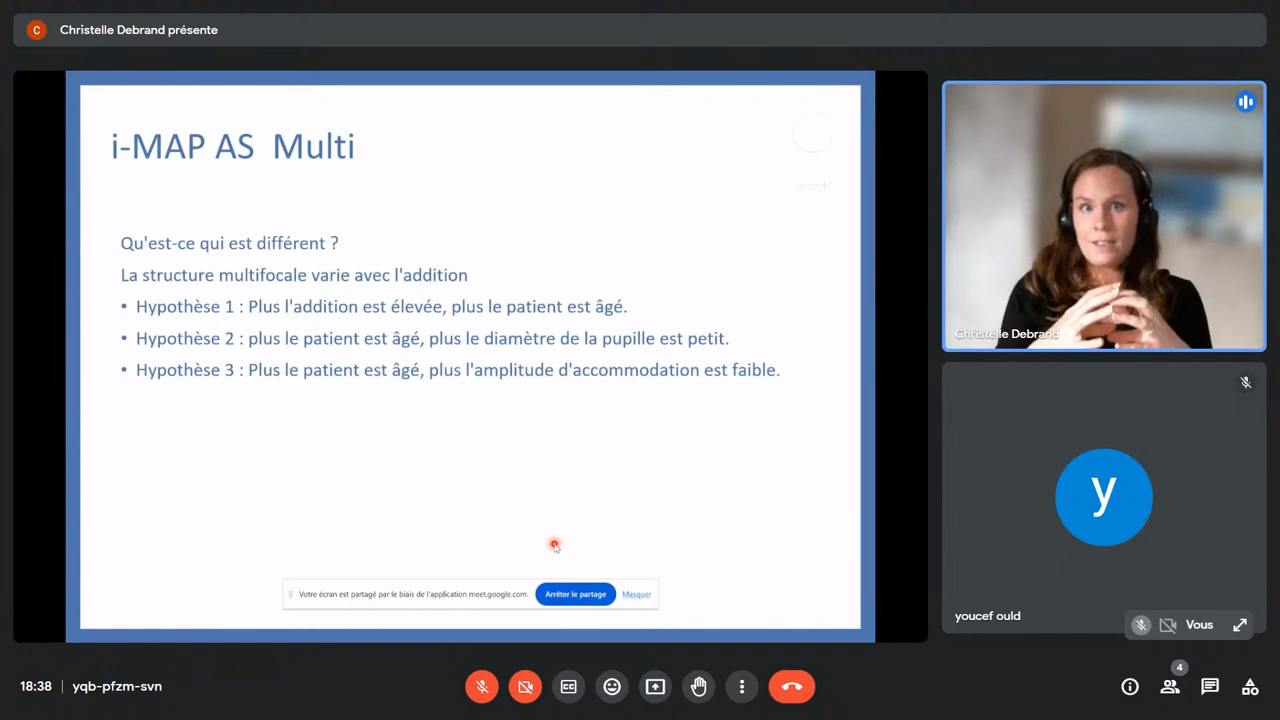 C
Christelle Debrand présente
i-MAP AS Multi
Qu'est-ce qui est différent ?
La structure multifocale varie avec l'addition
• Hypothèse 1 : Plus l'addition est élevée, plus le patient est âgé.
• Hypothèse 2 : plus le patient est âgé, plus le diamètre de la pupille est petit.
• Hypothèse 3 : Plus le patient est âgé, plus l'amplitude d'accommodation est faible.
Votre écran est partagé par le biais de l'application meet.google.com.
Arrêter le partage
Masquer
Christelle Debrand
y
youcef ould
Vous
18:38 | yqb-pfzm-svn
4